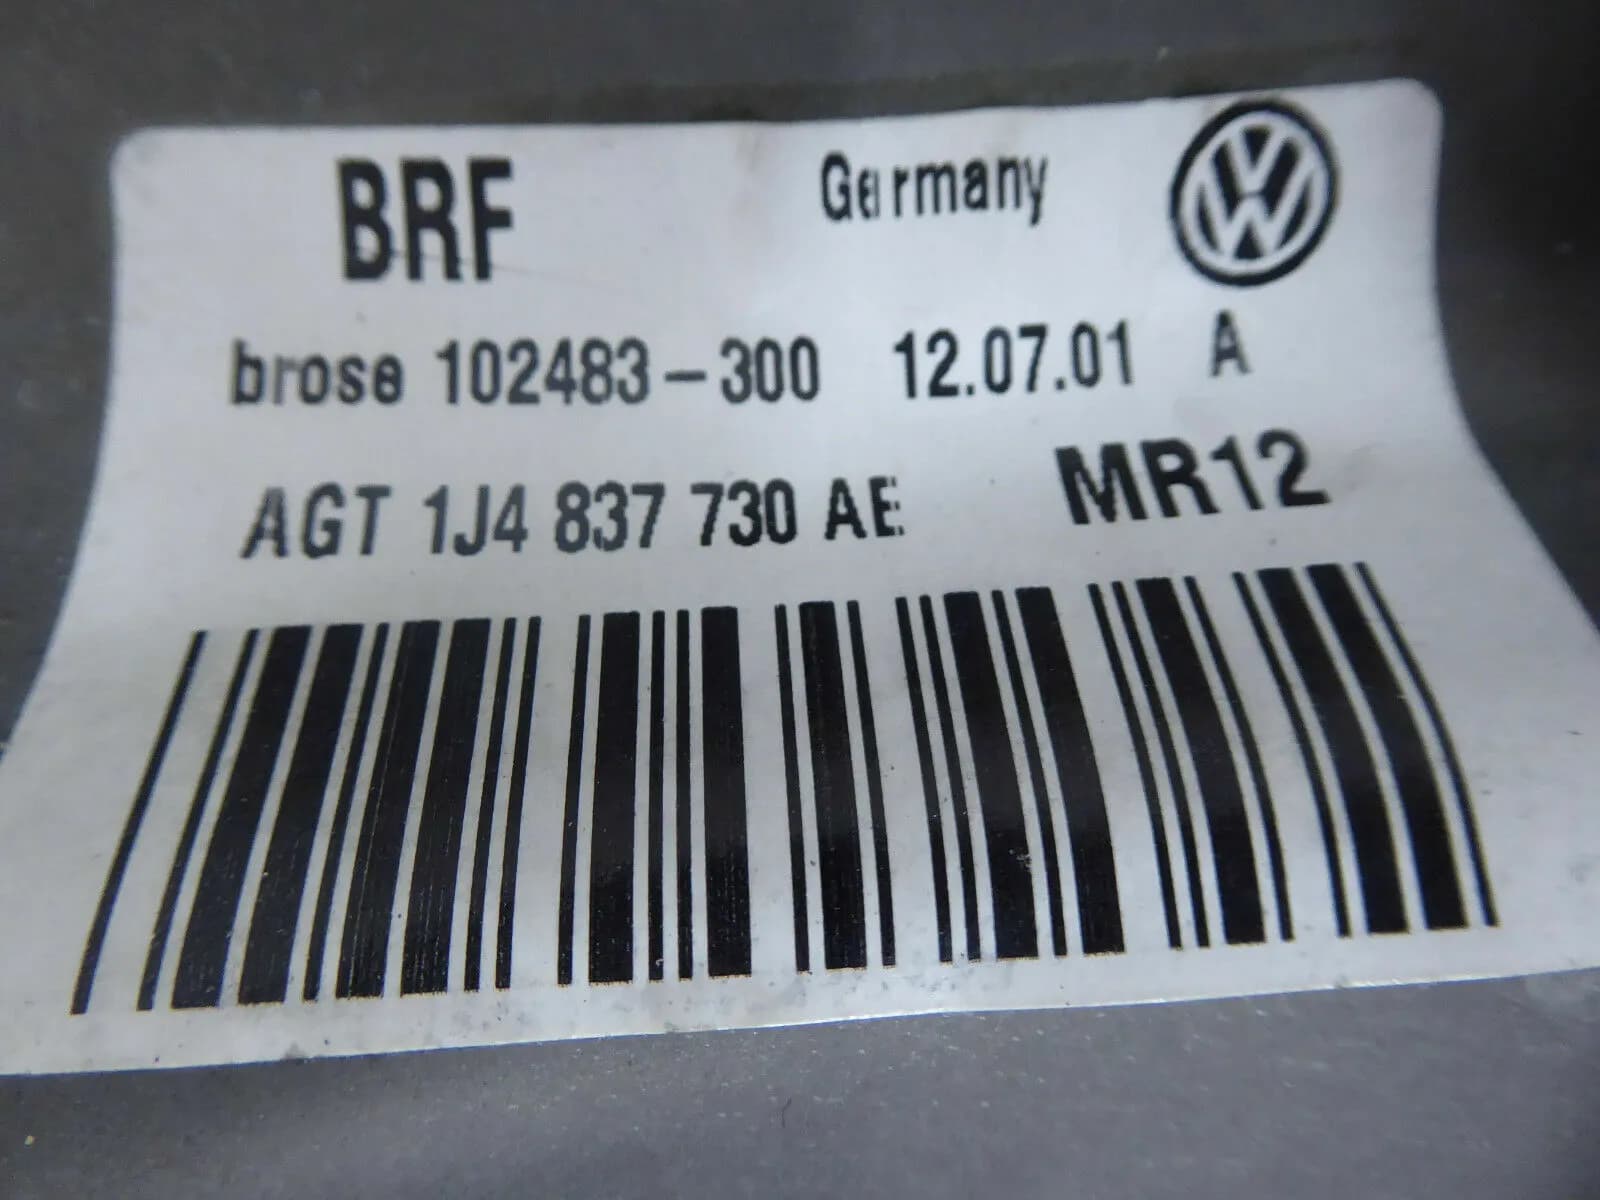 BRF Germany
brose 102483-300 12.07.01 A
AGT 1J4 837 730 AE MR12